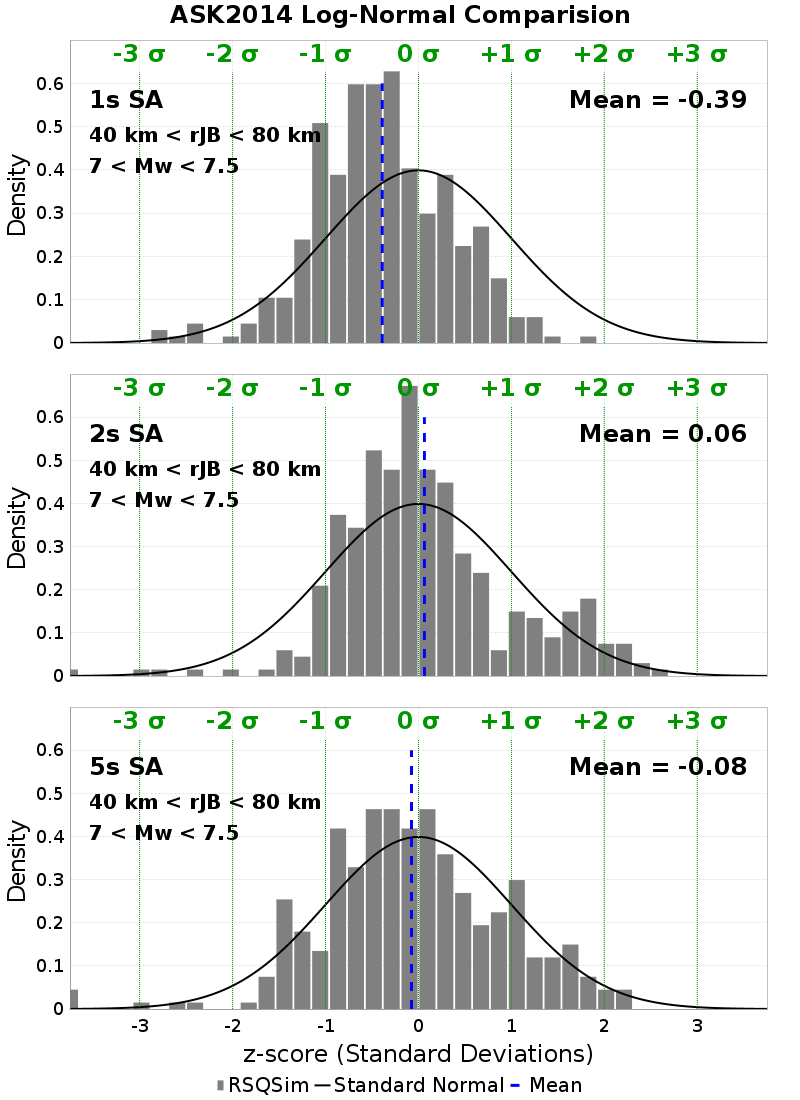 ASK2014 Log-Normal Comparision
-3 σ -2 σ -1 σ 0 σ +1 σ +2 σ +3 σ
1s SA Mean = -0.39
40 km < rJB < 80 km
7 < Mw < 7.5
Density
0.6
0.5
0.4
0.3
0.2
0.1
0
-3 σ -2 σ -1 σ 0 σ +1 σ +2 σ +3 σ
2s SA Mean = 0.06
40 km < rJB < 80 km
7 < Mw < 7.5
Density
0.6
0.5
0.4
0.3
0.2
0.1
0
-3 σ -2 σ -1 σ 0 σ +1 σ +2 σ +3 σ
5s SA Mean = -0.08
40 km < rJB < 80 km
7 < Mw < 7.5
Density
0.6
0.5
0.4
0.3
0.2
0.1
0
-3 -2 -1 0 1 2 3
z-score (Standard Deviations)
RSQSim Standard Normal Mean